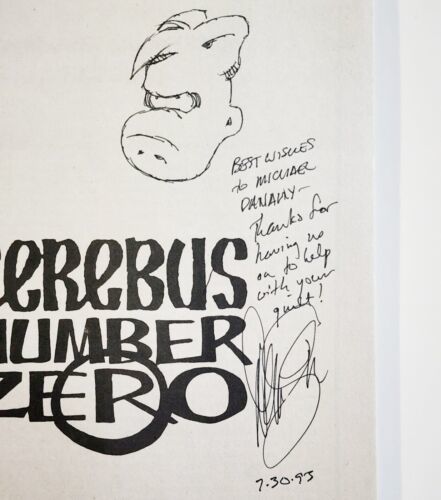 BEST WISHES
to MICHAEL
DANAHY—
Thanks for
having us
on to help
with your
guilt!
CEREBUS
NUMBER
ZERO
7.30.93